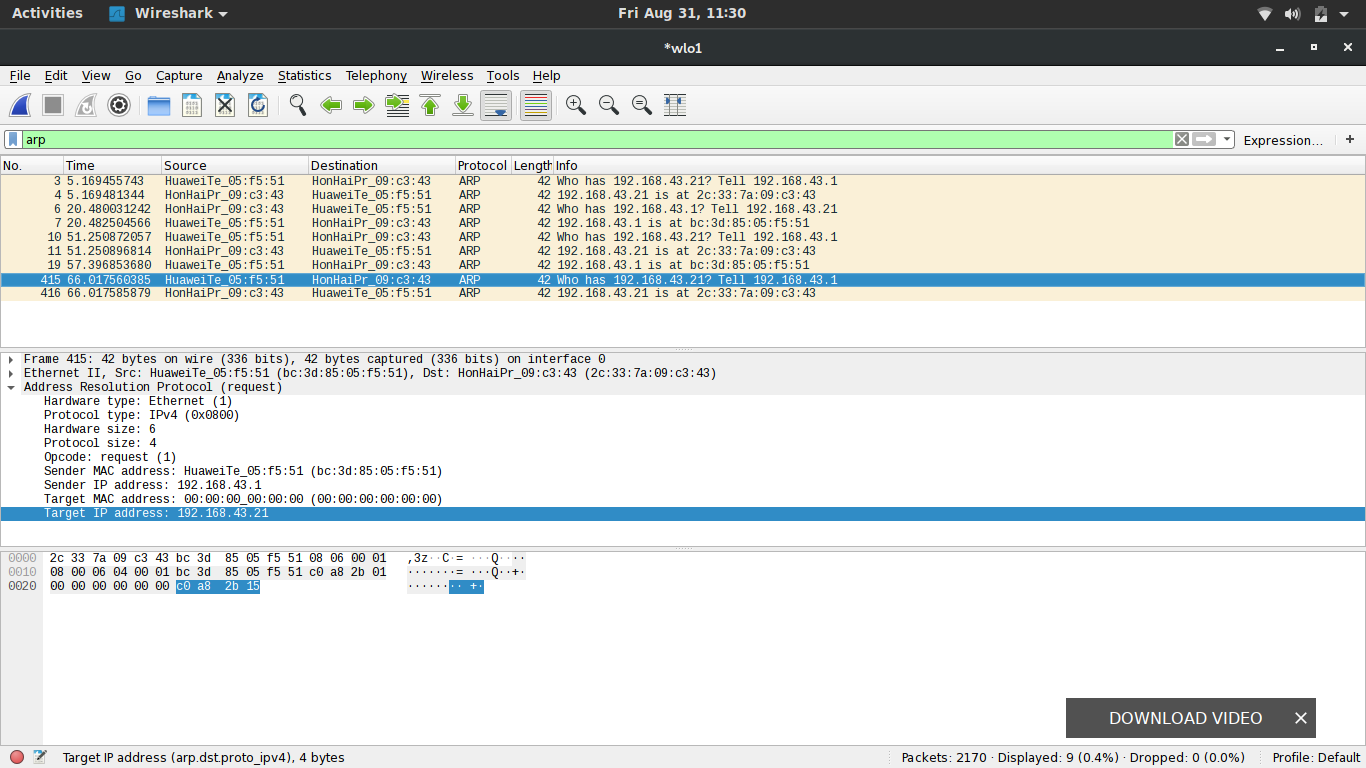 Activities Wireshark Fri Aug 31, 11:30
*wlo1
File Edit View Go Capture Analyze Statistics Telephony Wireless Tools Help
arp Expression... +
No. Time Source Destination Protocol Length Info
3 5.169455743 HuaweiTe_05:f5:51 HonHaiPr_09:c3:43 ARP 42 Who has 192.168.43.21? Tell 192.168.43.1
4 5.169481344 HonHaiPr_09:c3:43 HuaweiTe_05:f5:51 ARP 42 192.168.43.21 is at 2c:33:7a:09:c3:43
6 20.480031242 HonHaiPr_09:c3:43 HuaweiTe_05:f5:51 ARP 42 Who has 192.168.43.1? Tell 192.168.43.21
7 20.482504566 HuaweiTe_05:f5:51 HonHaiPr_09:c3:43 ARP 42 192.168.43.1 is at bc:3d:85:05:f5:51
10 51.250872057 HuaweiTe_05:f5:51 HonHaiPr_09:c3:43 ARP 42 Who has 192.168.43.21? Tell 192.168.43.1
11 51.250896814 HonHaiPr_09:c3:43 HuaweiTe_05:f5:51 ARP 42 192.168.43.21 is at 2c:33:7a:09:c3:43
19 57.396853680 HuaweiTe_05:f5:51 HonHaiPr_09:c3:43 ARP 42 192.168.43.1 is at bc:3d:85:05:f5:51
415 66.017560385 HuaweiTe_05:f5:51 HonHaiPr_09:c3:43 ARP 42 Who has 192.168.43.21? Tell 192.168.43.1
416 66.017585879 HonHaiPr_09:c3:43 HuaweiTe_05:f5:51 ARP 42 192.168.43.21 is at 2c:33:7a:09:c3:43
Frame 415: 42 bytes on wire (336 bits), 42 bytes captured (336 bits) on interface 0
Ethernet II, Src: HuaweiTe_05:f5:51 (bc:3d:85:05:f5:51), Dst: HonHaiPr_09:c3:43 (2c:33:7a:09:c3:43)
Address Resolution Protocol (request)
Hardware type: Ethernet (1)
Protocol type: IPv4 (0x0800)
Hardware size: 6
Protocol size: 4
Opcode: request (1)
Sender MAC address: HuaweiTe_05:f5:51 (bc:3d:85:05:f5:51)
Sender IP address: 192.168.43.1
Target MAC address: 00:00:00_00:00:00 (00:00:00:00:00:00)
Target IP address: 192.168.43.21
0000 2c 33 7a 09 c3 43 bc 3d 85 05 f5 51 08 06 00 01 ,3z··C·= ···Q····
0010 08 00 06 04 00 01 bc 3d 85 05 f5 51 c0 a8 2b 01 ·······= ···Q··+·
0020 00 00 00 00 00 00 c0 a8 2b 15 ········ +·
DOWNLOAD VIDEO ×
Target IP address (arp.dst.proto_ipv4), 4 bytes Packets: 2170 · Displayed: 9 (0.4%) · Dropped: 0 (0.0%) Profile: Default